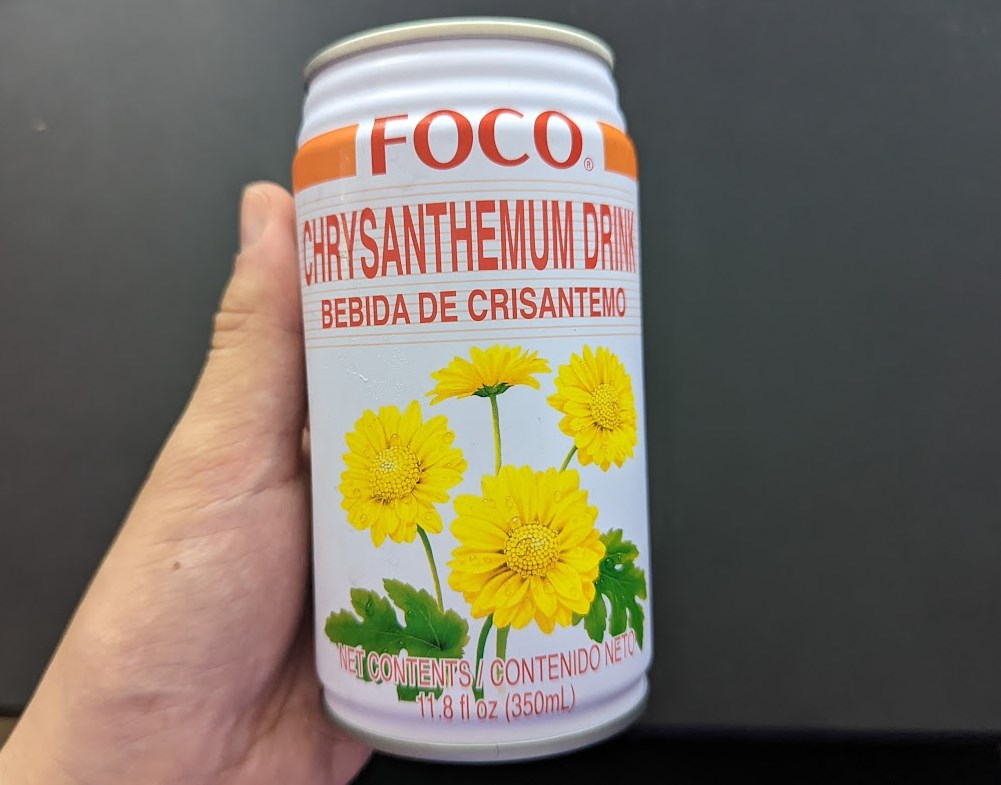 FOCO®
CHRYSANTHEMUM DRINK
BEBIDA DE CRISANTEMO
NET CONTENTS / CONTENIDO NETO
11.8 fl oz (350mL)